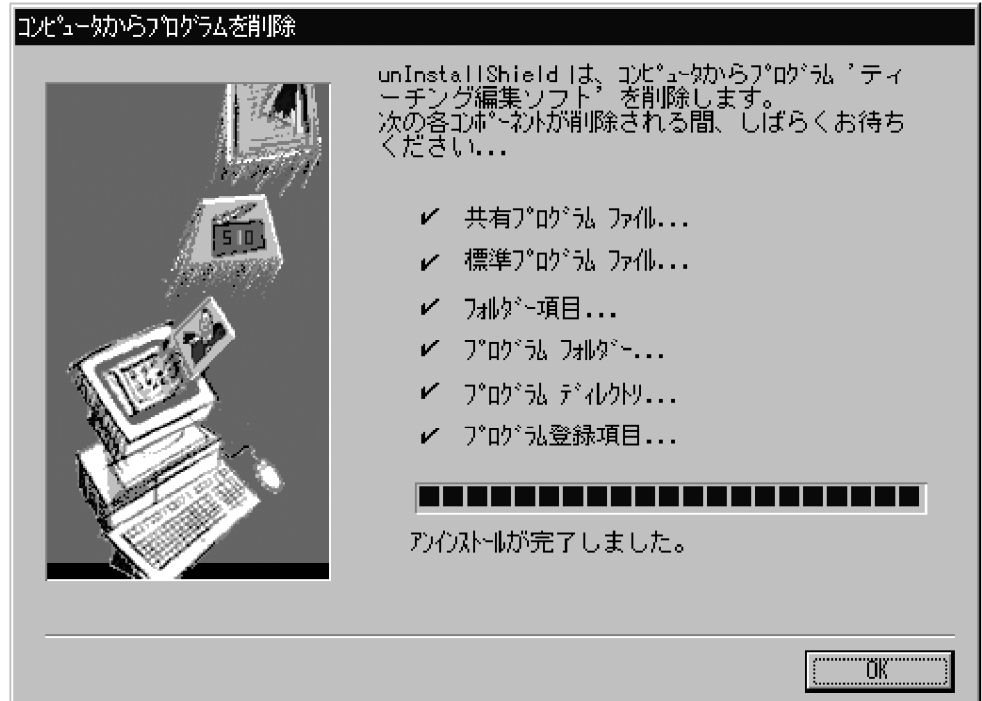 ｺﾝﾋﾟｭｰﾀからﾌﾟﾛｸﾞﾗﾑを削除
unInstallShield は、ｺﾝﾋﾟｭｰﾀからﾌﾟﾛｸﾞﾗﾑ 'ティ
ーチング編集ソフト' を削除します。
次の各ｺﾝﾎﾟｰﾈﾝﾄが削除される間、しばらくお待ち
ください...
✔ 共有ﾌﾟﾛｸﾞﾗﾑ ﾌｧｲﾙ...
✔ 標準ﾌﾟﾛｸﾞﾗﾑ ﾌｧｲﾙ...
✔ ﾌｫﾙﾀﾞｰ項目...
✔ ﾌﾟﾛｸﾞﾗﾑ ﾌｫﾙﾀﾞｰ...
✔ ﾌﾟﾛｸﾞﾗﾑ ﾃﾞｨﾚｸﾄﾘ...
✔ ﾌﾟﾛｸﾞﾗﾑ登録項目...
ｱﾝｲﾝｽﾄｰﾙが完了しました。
OK